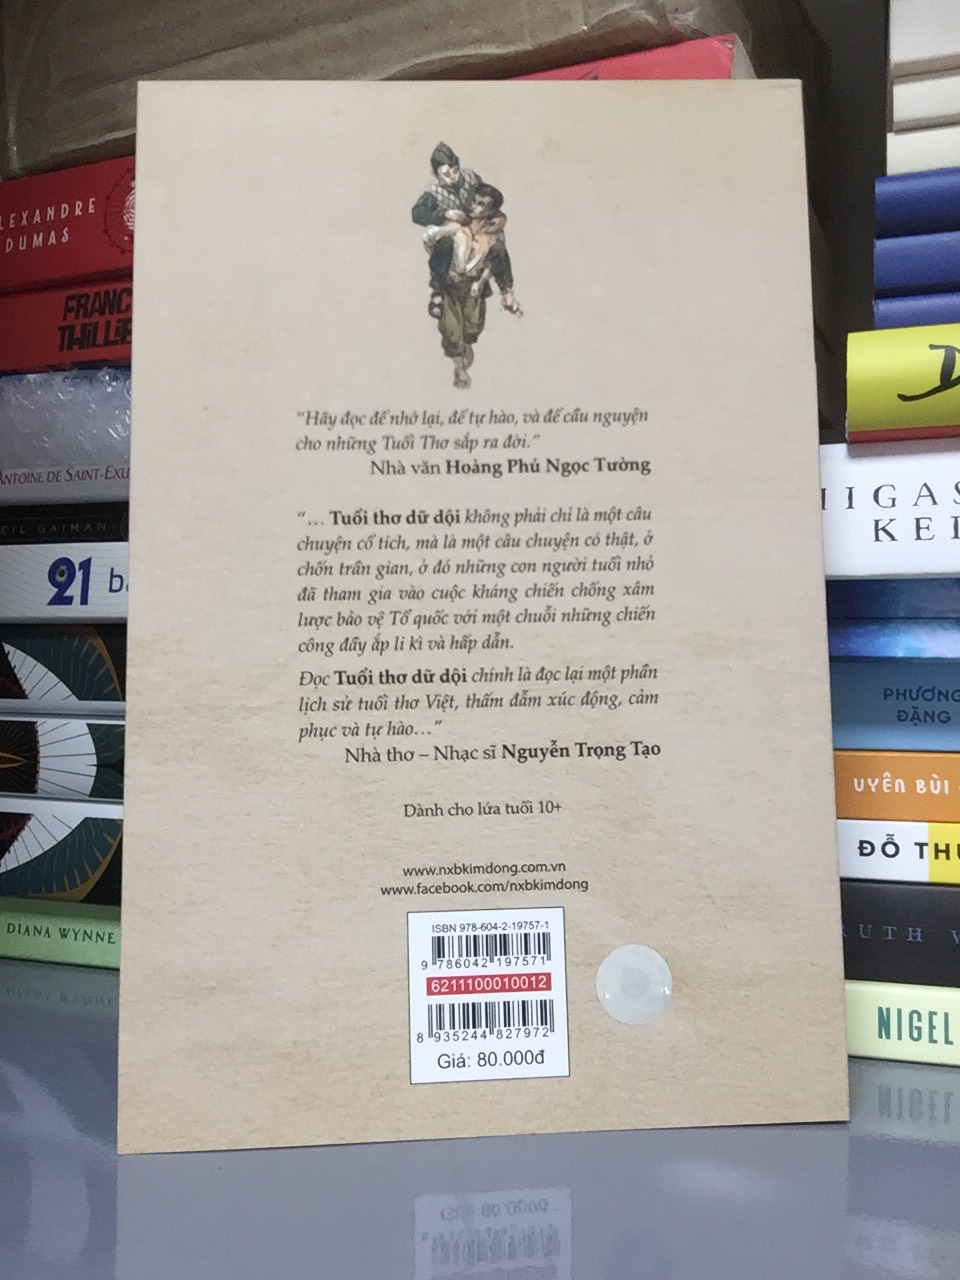 "Hãy đọc để nhớ lại, để tự hào, và để cầu nguyện
cho những Tuổi Thơ sắp ra đời."
Nhà văn Hoàng Phủ Ngọc Tường
"... Tuổi thơ dữ dội không phải chỉ là một câu
chuyện cổ tích, mà là một câu chuyện có thật, ở
chốn trần gian, ở đó những con người tuổi nhỏ
đã tham gia vào cuộc kháng chiến chống xâm
lược bảo vệ Tổ quốc với một chuỗi những chiến
công đầy ắp li kì và hấp dẫn.
Đọc Tuổi thơ dữ dội chính là đọc lại một phần
lịch sử tuổi thơ Việt, thấm đẫm xúc động, cảm
phục và tự hào..."
Nhà thơ – Nhạc sĩ Nguyễn Trọng Tạo
Dành cho lứa tuổi 10+
www.nxbkimdong.com.vn
www.facebook.com/nxbkimdong
ISBN 978-604-2-19757-1
9 786042 197571
6211100010012
8 935244 827972
Giá: 80.000đ
LEXANDRE
DUMAS
FRANC
THILLIE
ANTOINE DE SAINT-EXU
EIL GAIMAN
21 b
DIANA WYNNE
D
IGAS
KEI
PHƯƠNG
ĐẶNG
UYÊN BÙI
ĐỖ THU
RUTH
NIGEL